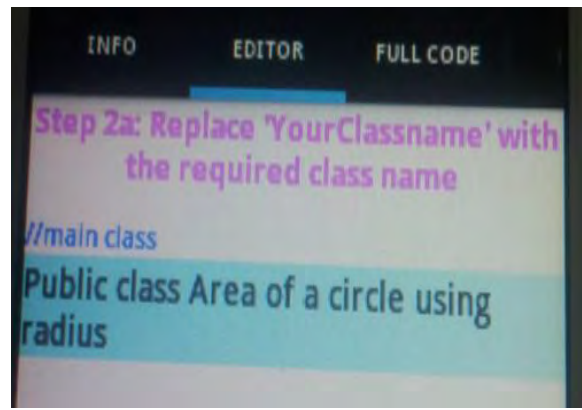 INFO EDITOR FULL CODE
Step 2a: Replace 'YourClassname' with
the required class name
//main class
Public class Area of a circle using
radius